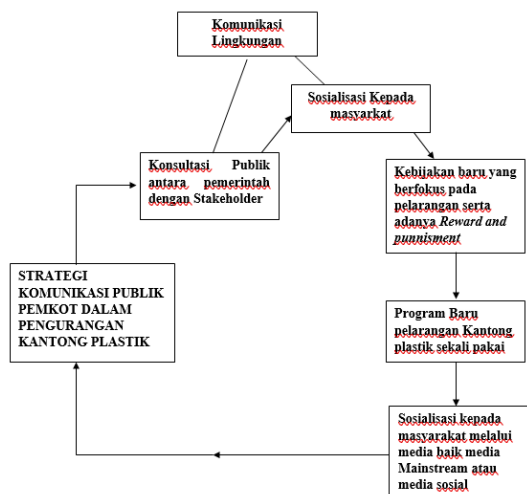 Komunikasi
Lingkungan
Sosialisasi Kepada
masyarkat
Konsultasi Publik
antara pemerintah
dengan Stakeholder
Kebijakan baru yang
berfokus pada
pelarangan serta
adanya Reward and
punnisment
STRATEGI
KOMUNIKASI PUBLIK
PEMKOT DALAM
PENGURANGAN
KANTONG PLASTIK
Program Baru
pelarangan Kantong
plastik sekali pakai
Sosialisasi kepada
masyarakat melalui
media baik media
Mainstream atau
media sosial